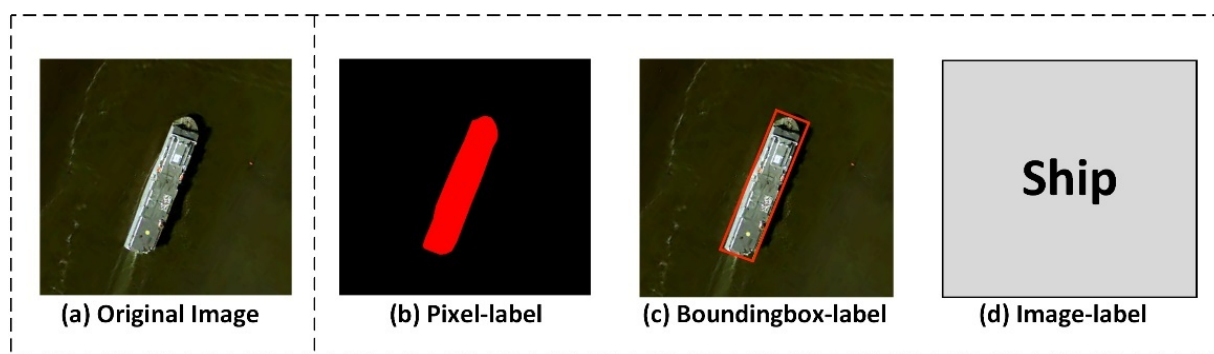 Ship
(a) Original Image
(b) Pixel-label
(c) Boundingbox-label
(d) Image-label